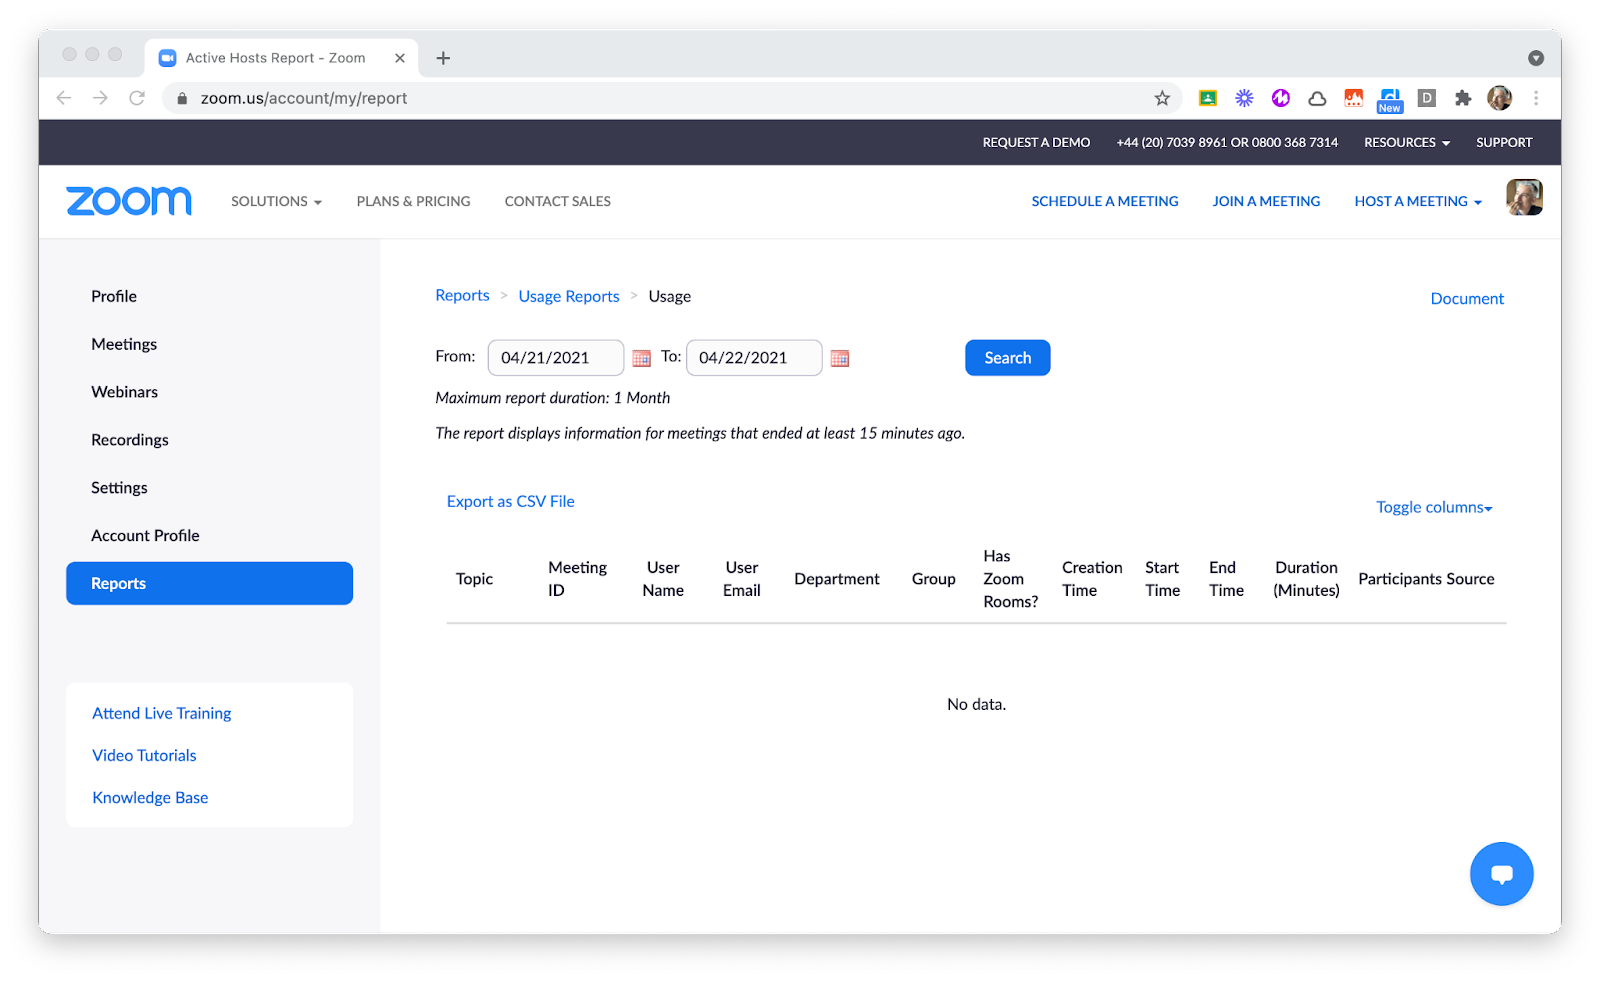 Active Hosts Report - Zoom
zoom.us/account/my/report
New
D
REQUEST A DEMO +44 (20) 7039 8961 OR 0800 368 7314 RESOURCES SUPPORT
zoom SOLUTIONS PLANS & PRICING CONTACT SALES SCHEDULE A MEETING JOIN A MEETING HOST A MEETING
Profile
Meetings
Webinars
Recordings
Settings
Account Profile
Reports
Attend Live Training
Video Tutorials
Knowledge Base
Reports > Usage Reports > Usage
Document
From: 04/21/2021 To: 04/22/2021 Search
Maximum report duration: 1 Month
The report displays information for meetings that ended at least 15 minutes ago.
Export as CSV File
Toggle columns
Topic
Meeting
ID
User
Name
User
Email
Department
Group
Has
Zoom
Rooms?
Creation
Time
Start
Time
End
Time
Duration
(Minutes)
Participants
Source
No data.